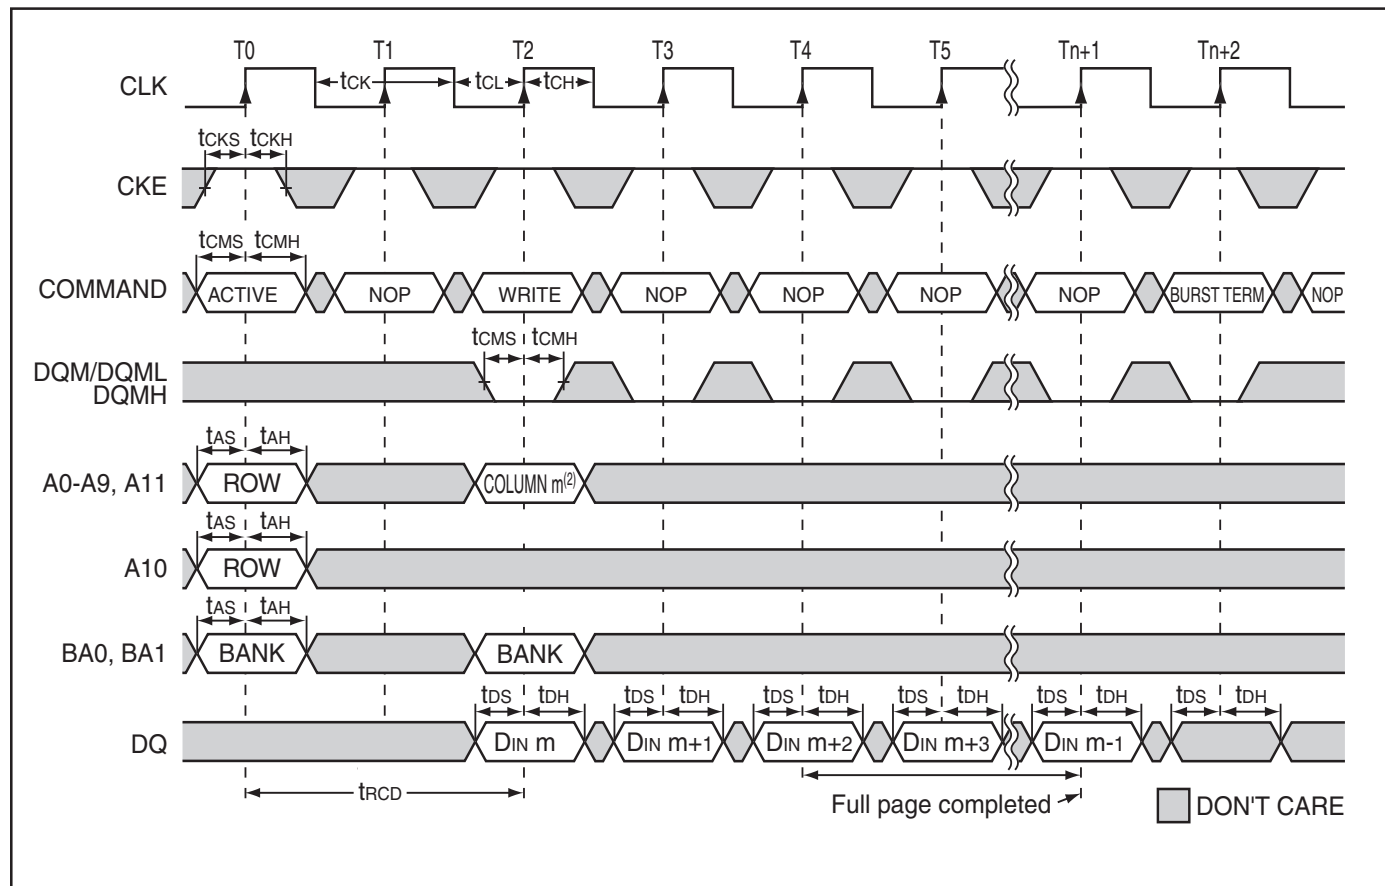 T0 T1 T2 T3 T4 T5 Tn+1 Tn+2
CLK tCK tCL tCH
tCKS tCKH
CKE
tCMS tCMH
COMMAND ACTIVE NOP WRITE NOP NOP NOP NOP BURST TERM NOP
tCMS tCMH
DQM/DQML
DQMH
tAS tAH
A0-A9, A11 ROW COLUMN m(2)
tAS tAH
A10 ROW
tAS tAH
BA0, BA1 BANK BANK
tDS tDH tDS tDH tDS tDH tDS tDH tDS tDH tDS tDH
DQ DIN m DIN m+1 DIN m+2 DIN m+3 DIN m-1
tRCD
Full page completed
DON'T CARE